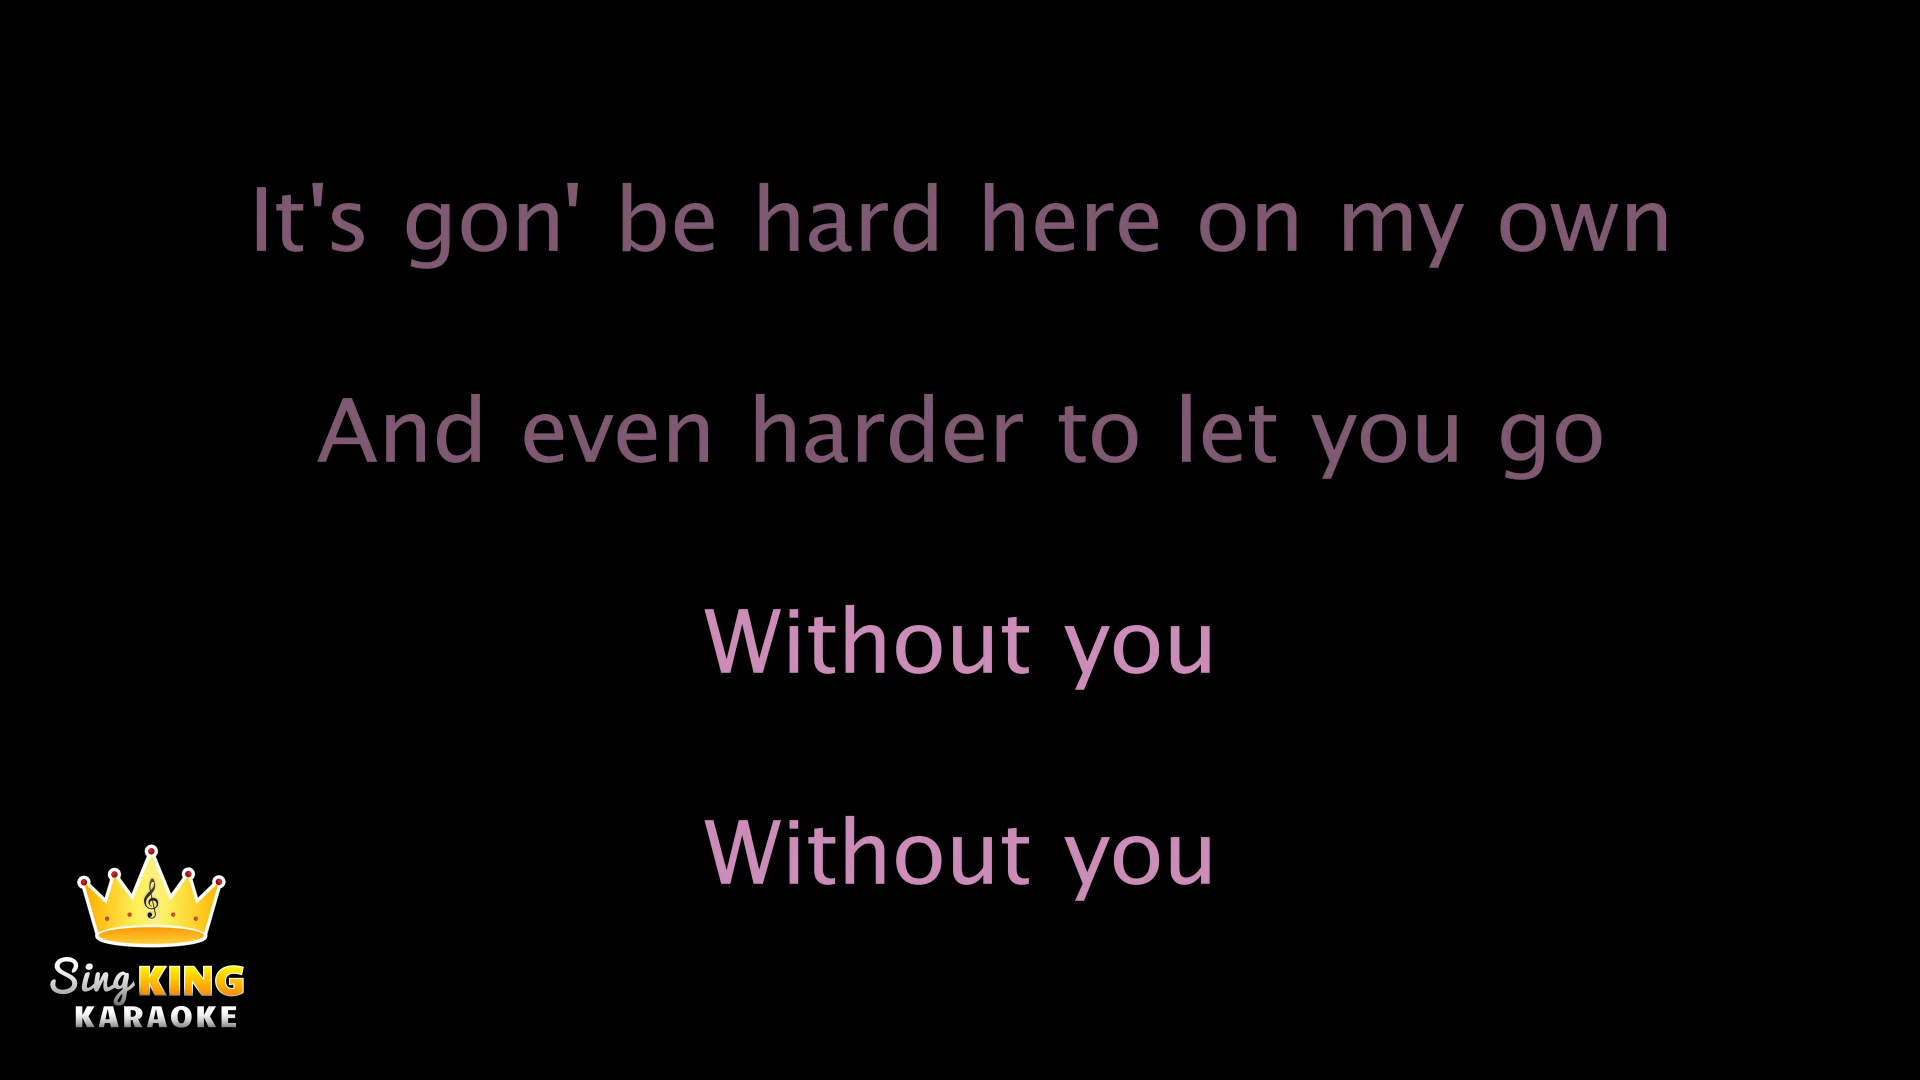 It's gon' be hard here on my own
And even harder to let you go
Without you
Without you
Sing KING
KARAOKE